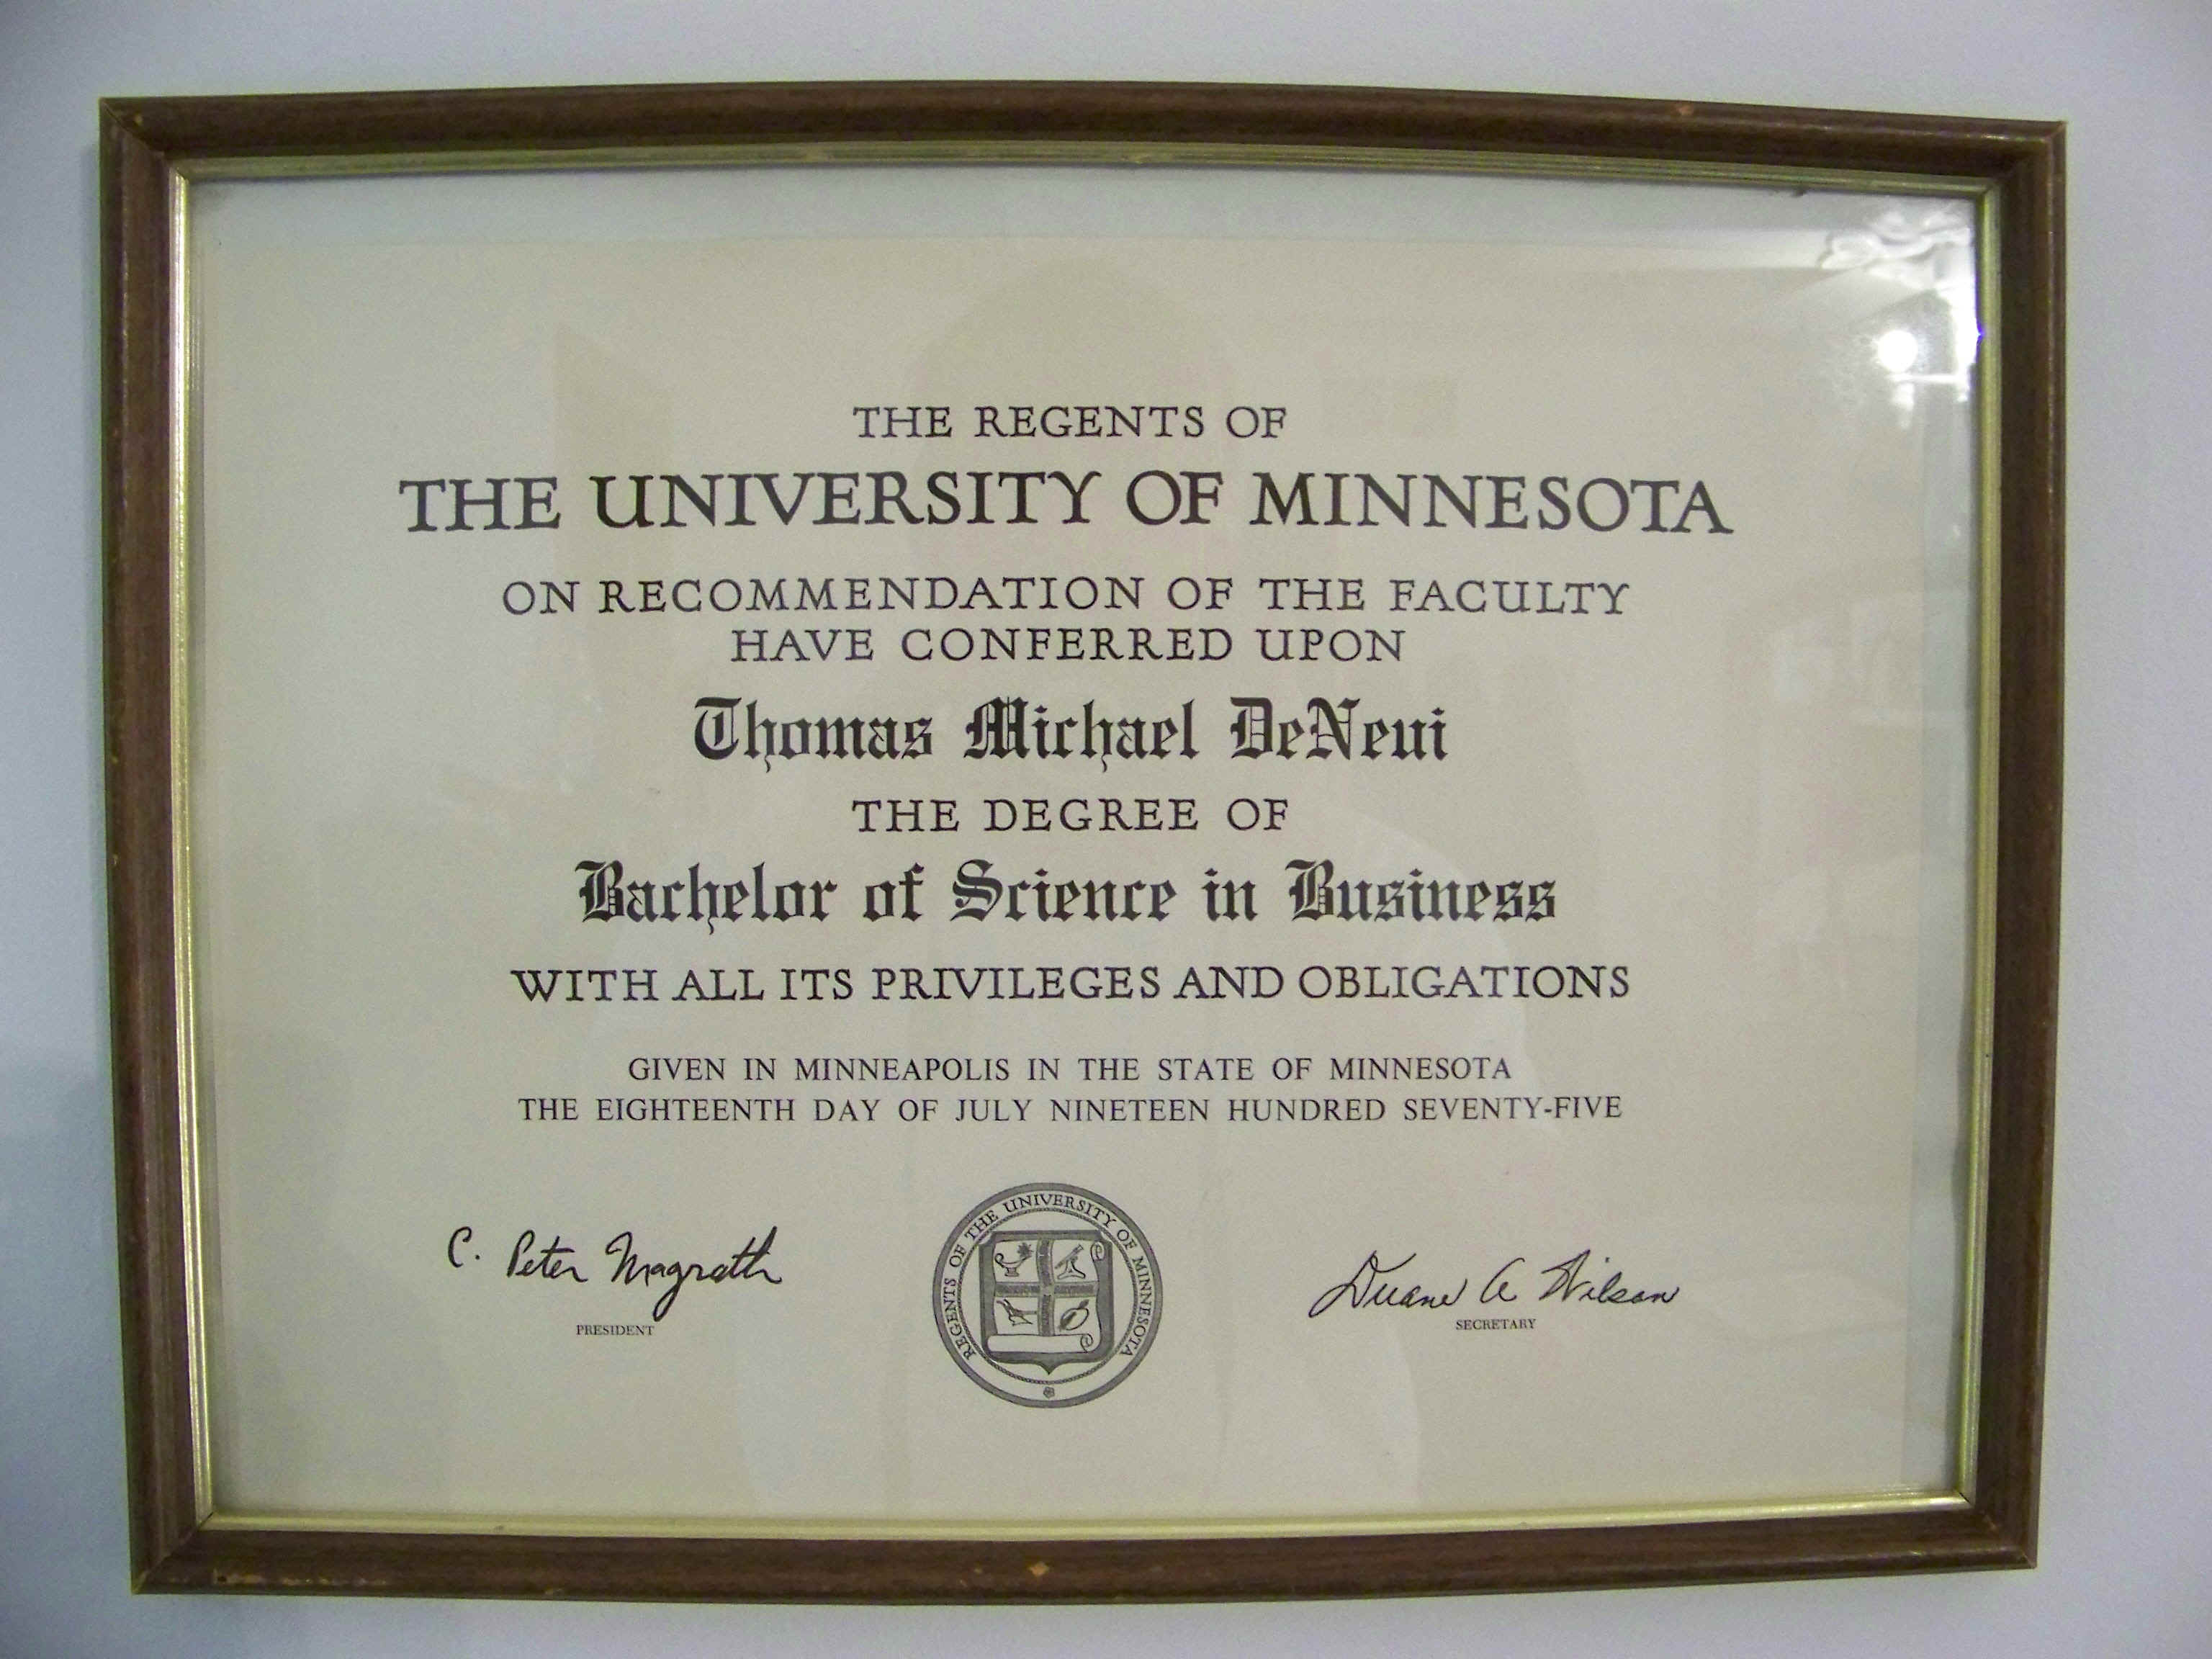 THE REGENTS OF
THE UNIVERSITY OF MINNESOTA
ON RECOMMENDATION OF THE FACULTY
HAVE CONFERRED UPON
Thomas Michael DeNeui
THE DEGREE OF
Bachelor of Science in Business
WITH ALL ITS PRIVILEGES AND OBLIGATIONS
GIVEN IN MINNEAPOLIS IN THE STATE OF MINNESOTA
THE EIGHTEENTH DAY OF JULY NINETEEN HUNDRED SEVENTY-FIVE
C. Peter Magrath
PRESIDENT
REGENTS OF THE UNIVERSITY OF MINNESOTA
Duane A Wilson
SECRETARY